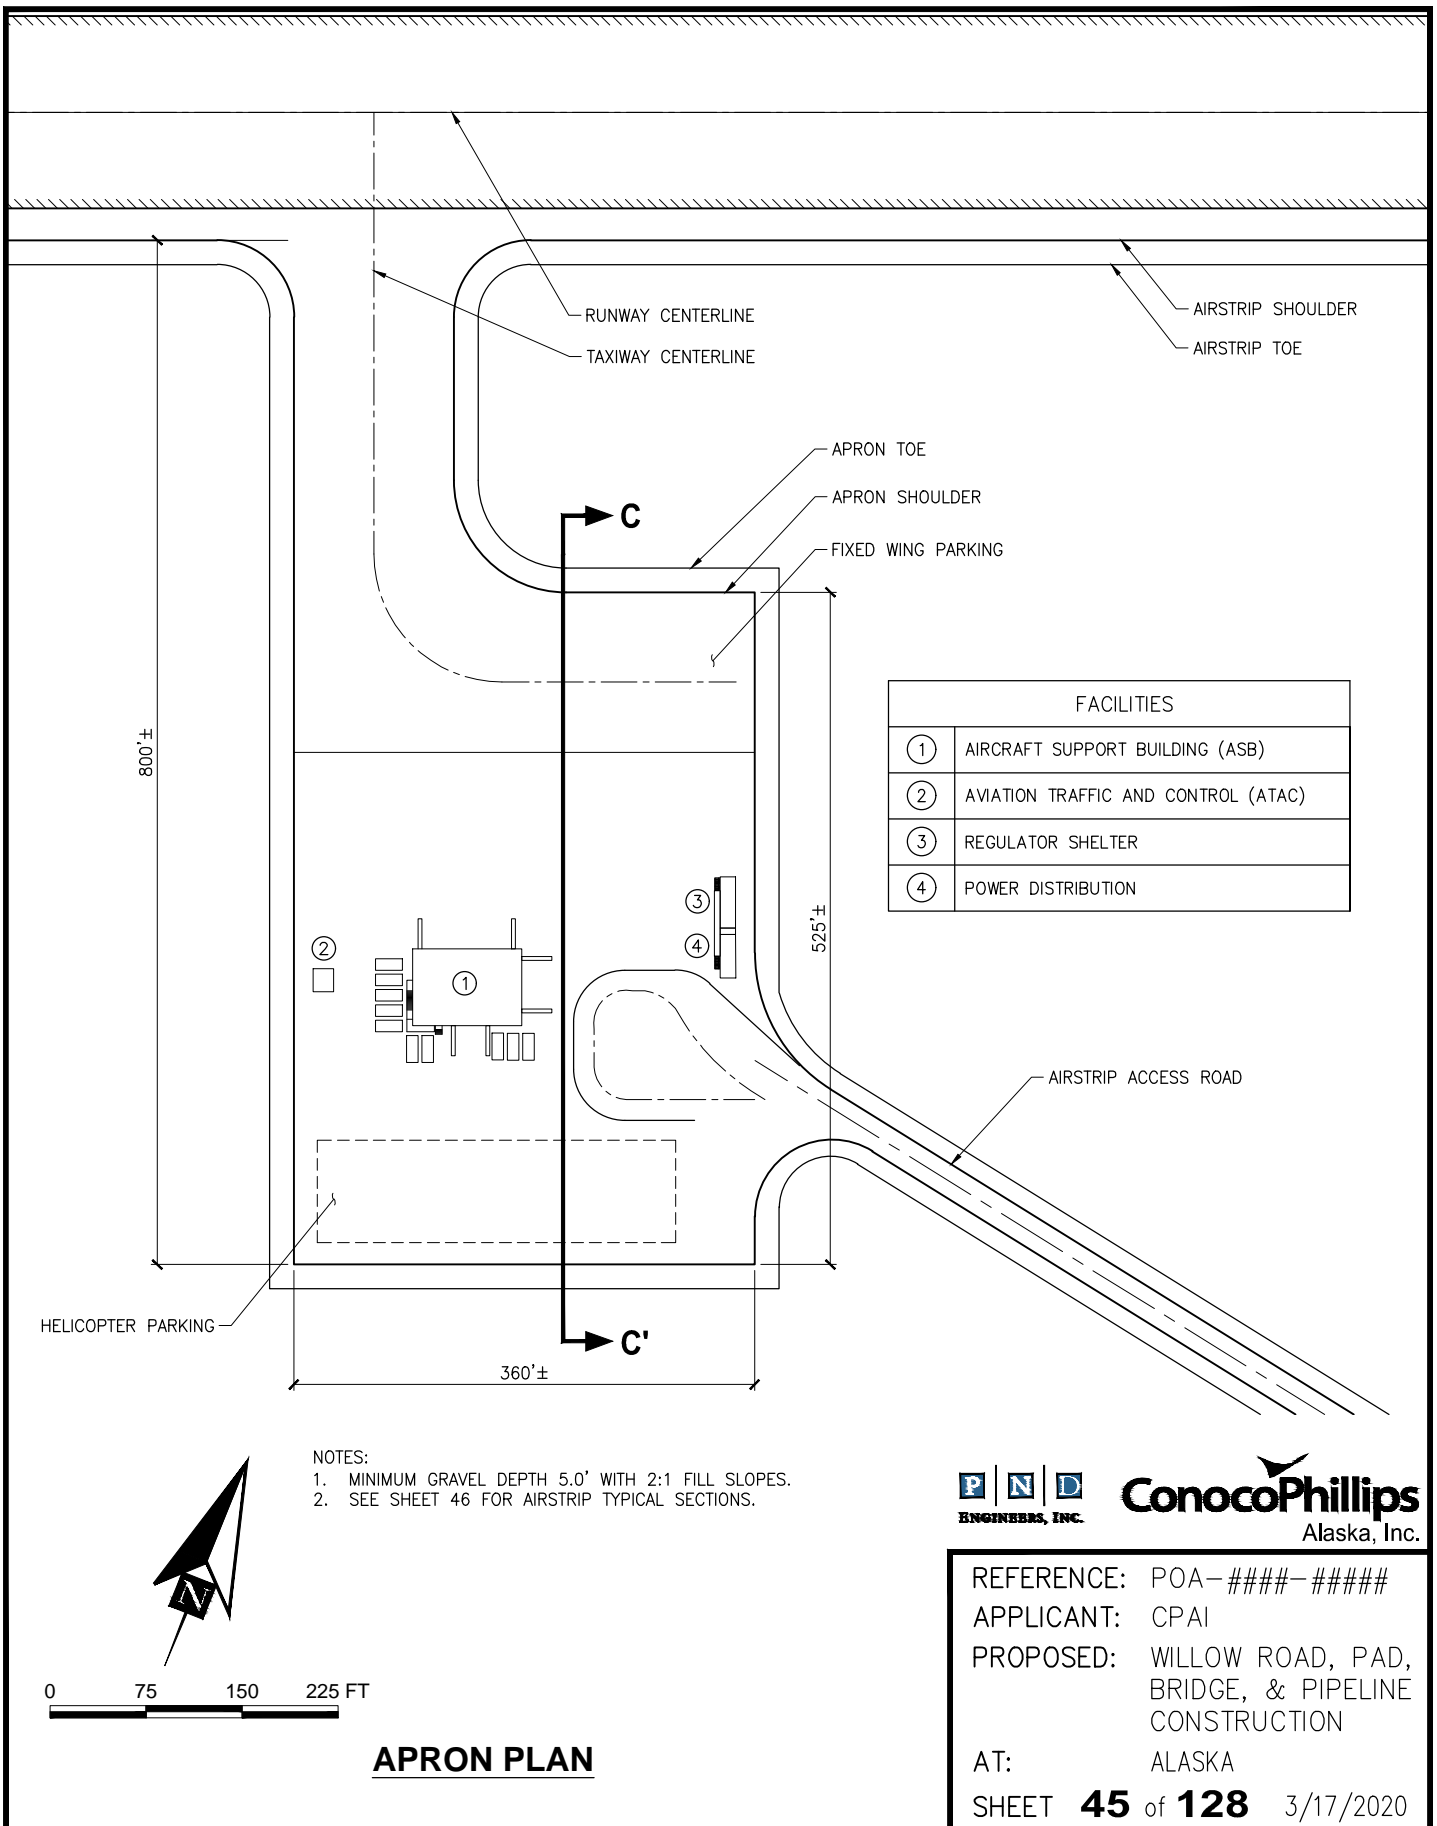 RUNWAY CENTERLINE
TAXIWAY CENTERLINE
AIRSTRIP SHOULDER
AIRSTRIP TOE
APRON TOE
APRON SHOULDER
FIXED WING PARKING
C
800'±
FACILITIES
1 AIRCRAFT SUPPORT BUILDING (ASB)
2 AVIATION TRAFFIC AND CONTROL (ATAC)
3 REGULATOR SHELTER
4 POWER DISTRIBUTION
525'±
3
4
2
1
AIRSTRIP ACCESS ROAD
HELICOPTER PARKING
C'
360'±
NOTES:
1. MINIMUM GRAVEL DEPTH 5.0' WITH 2:1 FILL SLOPES.
2. SEE SHEET 46 FOR AIRSTRIP TYPICAL SECTIONS.
N
0 75 150 225 FT
APRON PLAN
P N D
ENGINEERS, INC.
ConocoPhillips
Alaska, Inc.
REFERENCE: POA-####-#####
APPLICANT: CPAI
PROPOSED: WILLOW ROAD, PAD,
BRIDGE, & PIPELINE
CONSTRUCTION
AT: ALASKA
SHEET 45 of 128 3/17/2020